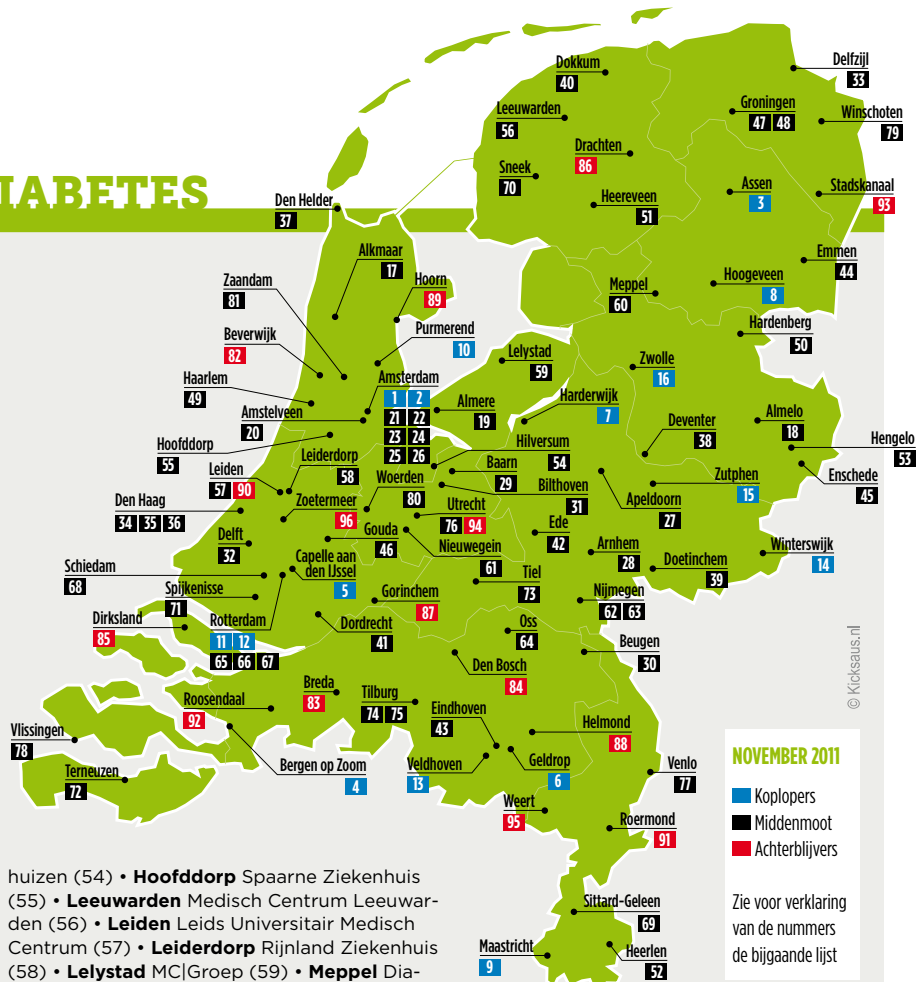 IABETES
Dokkum
40
Delfzijl
33
Leeuwarden
56
Groningen
47 48
Winschoten
79
Drachten
86
Sneek
70
Assen
3
Stadskanaal
93
Den Helder
37
Heereveen
51
Alkmaar
17
Emmen
44
Zaandam
81
Hoorn
89
Meppel
60
Hoogeveen
8
Beverwijk
82
Purmerend
10
Hardenberg
50
Lelystad
59
Zwolle
16
Haarlem
49
Amsterdam
1 2
21 22
23 24
25 26
Almere
19
Harderwijk
7
Amstelveen
20
Deventer
38
Almelo
18
Hengelo
53
Hoofddorp
55
Hilversum
54
Leiderdorp
58
Baarn
29
Leiden
57 90
Woerden
80
Bilthoven
31
Zutphen
15
Enschede
45
Apeldoorn
27
Den Haag
34 35 36
Zoetermeer
96
Utrecht
76 94
Delft
32
Gouda
46
Ede
42
Nieuwegein
61
Arnhem
28
Winterswijk
14
Schiedam
68
Capelle aan
den IJssel
5
Doetinchem
39
Tiel
73
Spijkenisse
71
Gorinchem
87
Nijmegen
62 63
Dirksland
85
Rotterdam
11 12
65 66 67
Dordrecht
41
Oss
64
Beugen
30
Den Bosch
84
Roosendaal
92
Breda
83
Tilburg
74 75
Eindhoven
43
Helmond
88
Vlissingen
78
Terneuzen
72
Bergen op Zoom
4
Veldhoven
13
Geldrop
6
Venlo
77
Weert
95
Roermond
91
Sittard-Geleen
69
Maastricht
9
Heerlen
52
© Kicksaus.nl
NOVEMBER 2011
Koplopers
Middenmoot
Achterblijvers
Zie voor verklaring
van de nummers
de bijgaande lijst
huizen (54) • Hoofddorp Spaarne Ziekenhuis
(55) • Leeuwarden Medisch Centrum Leeuwar-
den (56) • Leiden Leids Universitair Medisch
Centrum (57) • Leiderdorp Rijnland Ziekenhuis
(58) • Lelystad MC|Groep (59) • Meppel Dia-